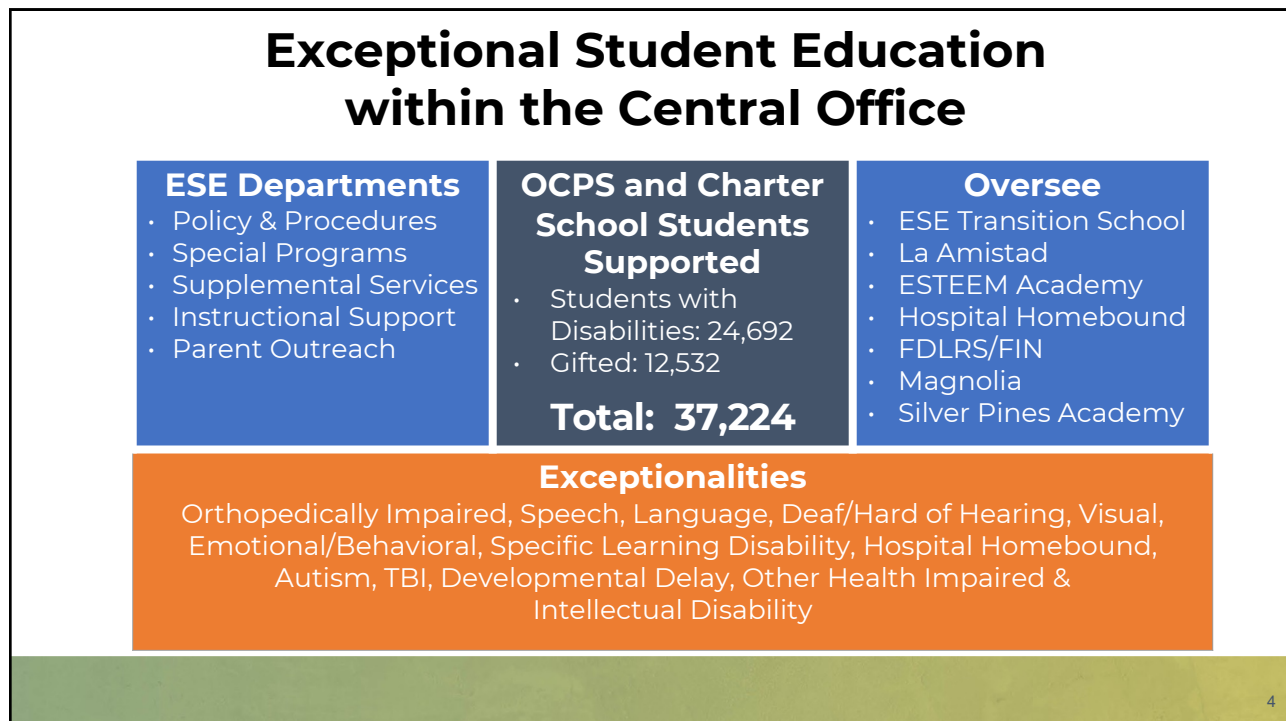 Exceptional Student Education
within the Central Office
ESE Departments
• Policy & Procedures
• Special Programs
• Supplemental Services
• Instructional Support
• Parent Outreach
OCPS and Charter
School Students
Supported
• Students with
Disabilities: 24,692
• Gifted: 12,532
Total: 37,224
Oversee
• ESE Transition School
• La Amistad
• ESTEEM Academy
• Hospital Homebound
• FDLRS/FIN
• Magnolia
• Silver Pines Academy
Exceptionalities
Orthopedically Impaired, Speech, Language, Deaf/Hard of Hearing, Visual,
Emotional/Behavioral, Specific Learning Disability, Hospital Homebound,
Autism, TBI, Developmental Delay, Other Health Impaired &
Intellectual Disability
4